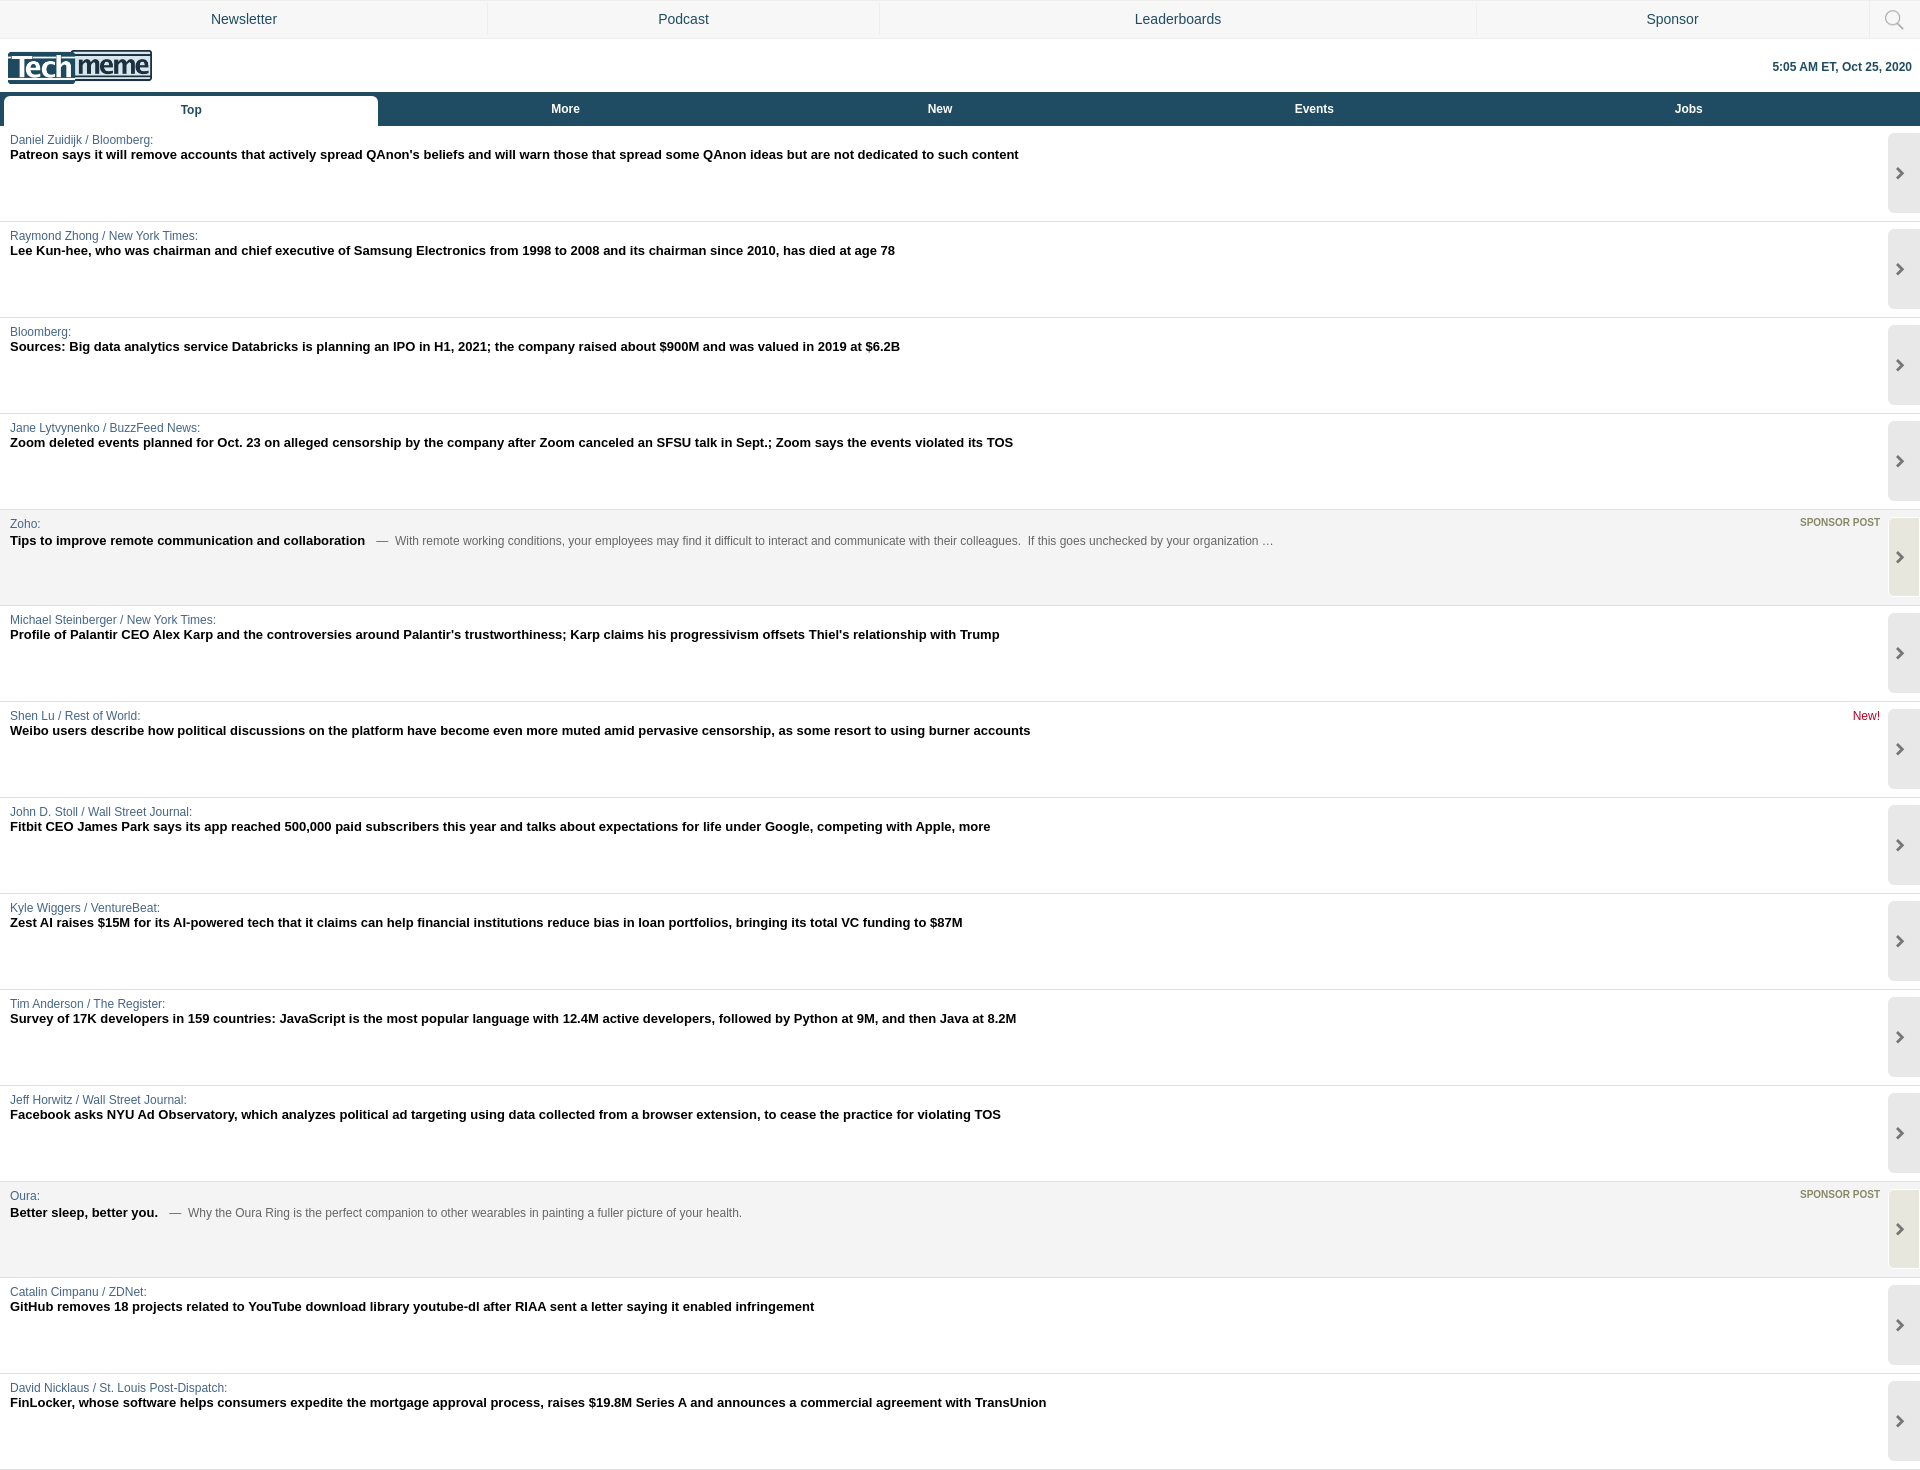 Newsletter
Podcast
Leaderboards
Sponsor
Techmeme
5:05 AM ET, Oct 25, 2020
Top
More
New
Events
Jobs
Daniel Zuidijk / Bloomberg:
Patreon says it will remove accounts that actively spread QAnon's beliefs and will warn those that spread some QAnon ideas but are not dedicated to such content
Raymond Zhong / New York Times:
Lee Kun-hee, who was chairman and chief executive of Samsung Electronics from 1998 to 2008 and its chairman since 2010, has died at age 78
Bloomberg:
Sources: Big data analytics service Databricks is planning an IPO in H1, 2021; the company raised about $900M and was valued in 2019 at $6.2B
Jane Lytvynenko / BuzzFeed News:
Zoom deleted events planned for Oct. 23 on alleged censorship by the company after Zoom canceled an SFSU talk in Sept.; Zoom says the events violated its TOS
Zoho:
SPONSOR POST
Tips to improve remote communication and collaboration — With remote working conditions, your employees may find it difficult to interact and communicate with their colleagues. If this goes unchecked by your organization …
Michael Steinberger / New York Times:
Profile of Palantir CEO Alex Karp and the controversies around Palantir's trustworthiness; Karp claims his progressivism offsets Thiel's relationship with Trump
Shen Lu / Rest of World:
New!
Weibo users describe how political discussions on the platform have become even more muted amid pervasive censorship, as some resort to using burner accounts
John D. Stoll / Wall Street Journal:
Fitbit CEO James Park says its app reached 500,000 paid subscribers this year and talks about expectations for life under Google, competing with Apple, more
Kyle Wiggers / VentureBeat:
Zest AI raises $15M for its AI-powered tech that it claims can help financial institutions reduce bias in loan portfolios, bringing its total VC funding to $87M
Tim Anderson / The Register:
Survey of 17K developers in 159 countries: JavaScript is the most popular language with 12.4M active developers, followed by Python at 9M, and then Java at 8.2M
Jeff Horwitz / Wall Street Journal:
Facebook asks NYU Ad Observatory, which analyzes political ad targeting using data collected from a browser extension, to cease the practice for violating TOS
Oura:
SPONSOR POST
Better sleep, better you. — Why the Oura Ring is the perfect companion to other wearables in painting a fuller picture of your health.
Catalin Cimpanu / ZDNet:
GitHub removes 18 projects related to YouTube download library youtube-dl after RIAA sent a letter saying it enabled infringement
David Nicklaus / St. Louis Post-Dispatch:
FinLocker, whose software helps consumers expedite the mortgage approval process, raises $19.8M Series A and announces a commercial agreement with TransUnion